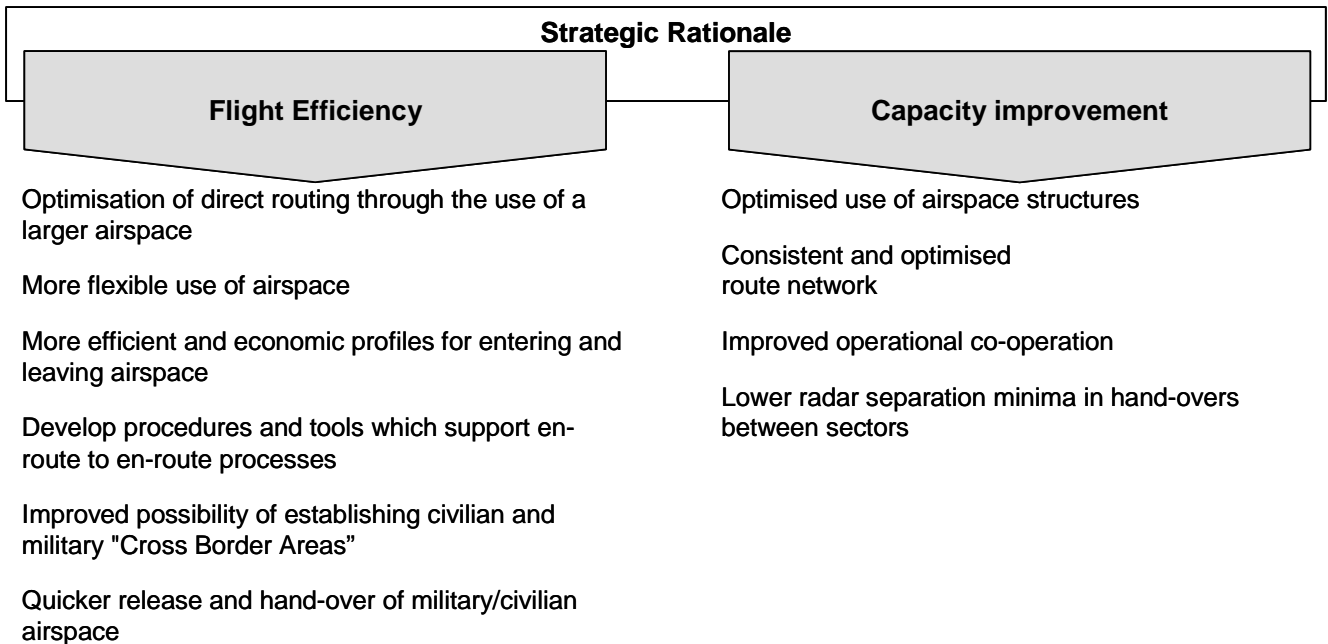 Strategic Rationale
Flight Efficiency
Optimisation of direct routing through the use of a
larger airspace
More flexible use of airspace
More efficient and economic profiles for entering and
leaving airspace
Develop procedures and tools which support en-
route to en-route processes
Improved possibility of establishing civilian and
military "Cross Border Areas”
Quicker release and hand-over of military/civilian
airspace
Capacity improvement
Optimised use of airspace structures
Consistent and optimised
route network
Improved operational co-operation
Lower radar separation minima in hand-overs
between sectors